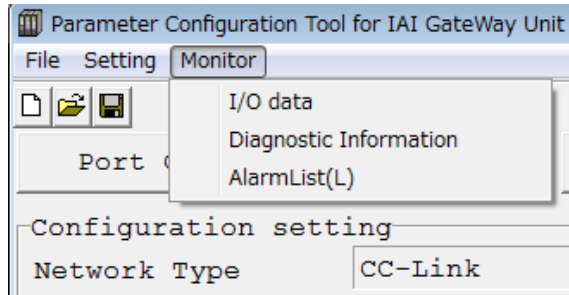 Parameter Configuration Tool for IAI GateWay Unit
File Setting Monitor
I/O data
Diagnostic Information
AlarmList(L)
Port
Configuration setting
Network Type CC-Link